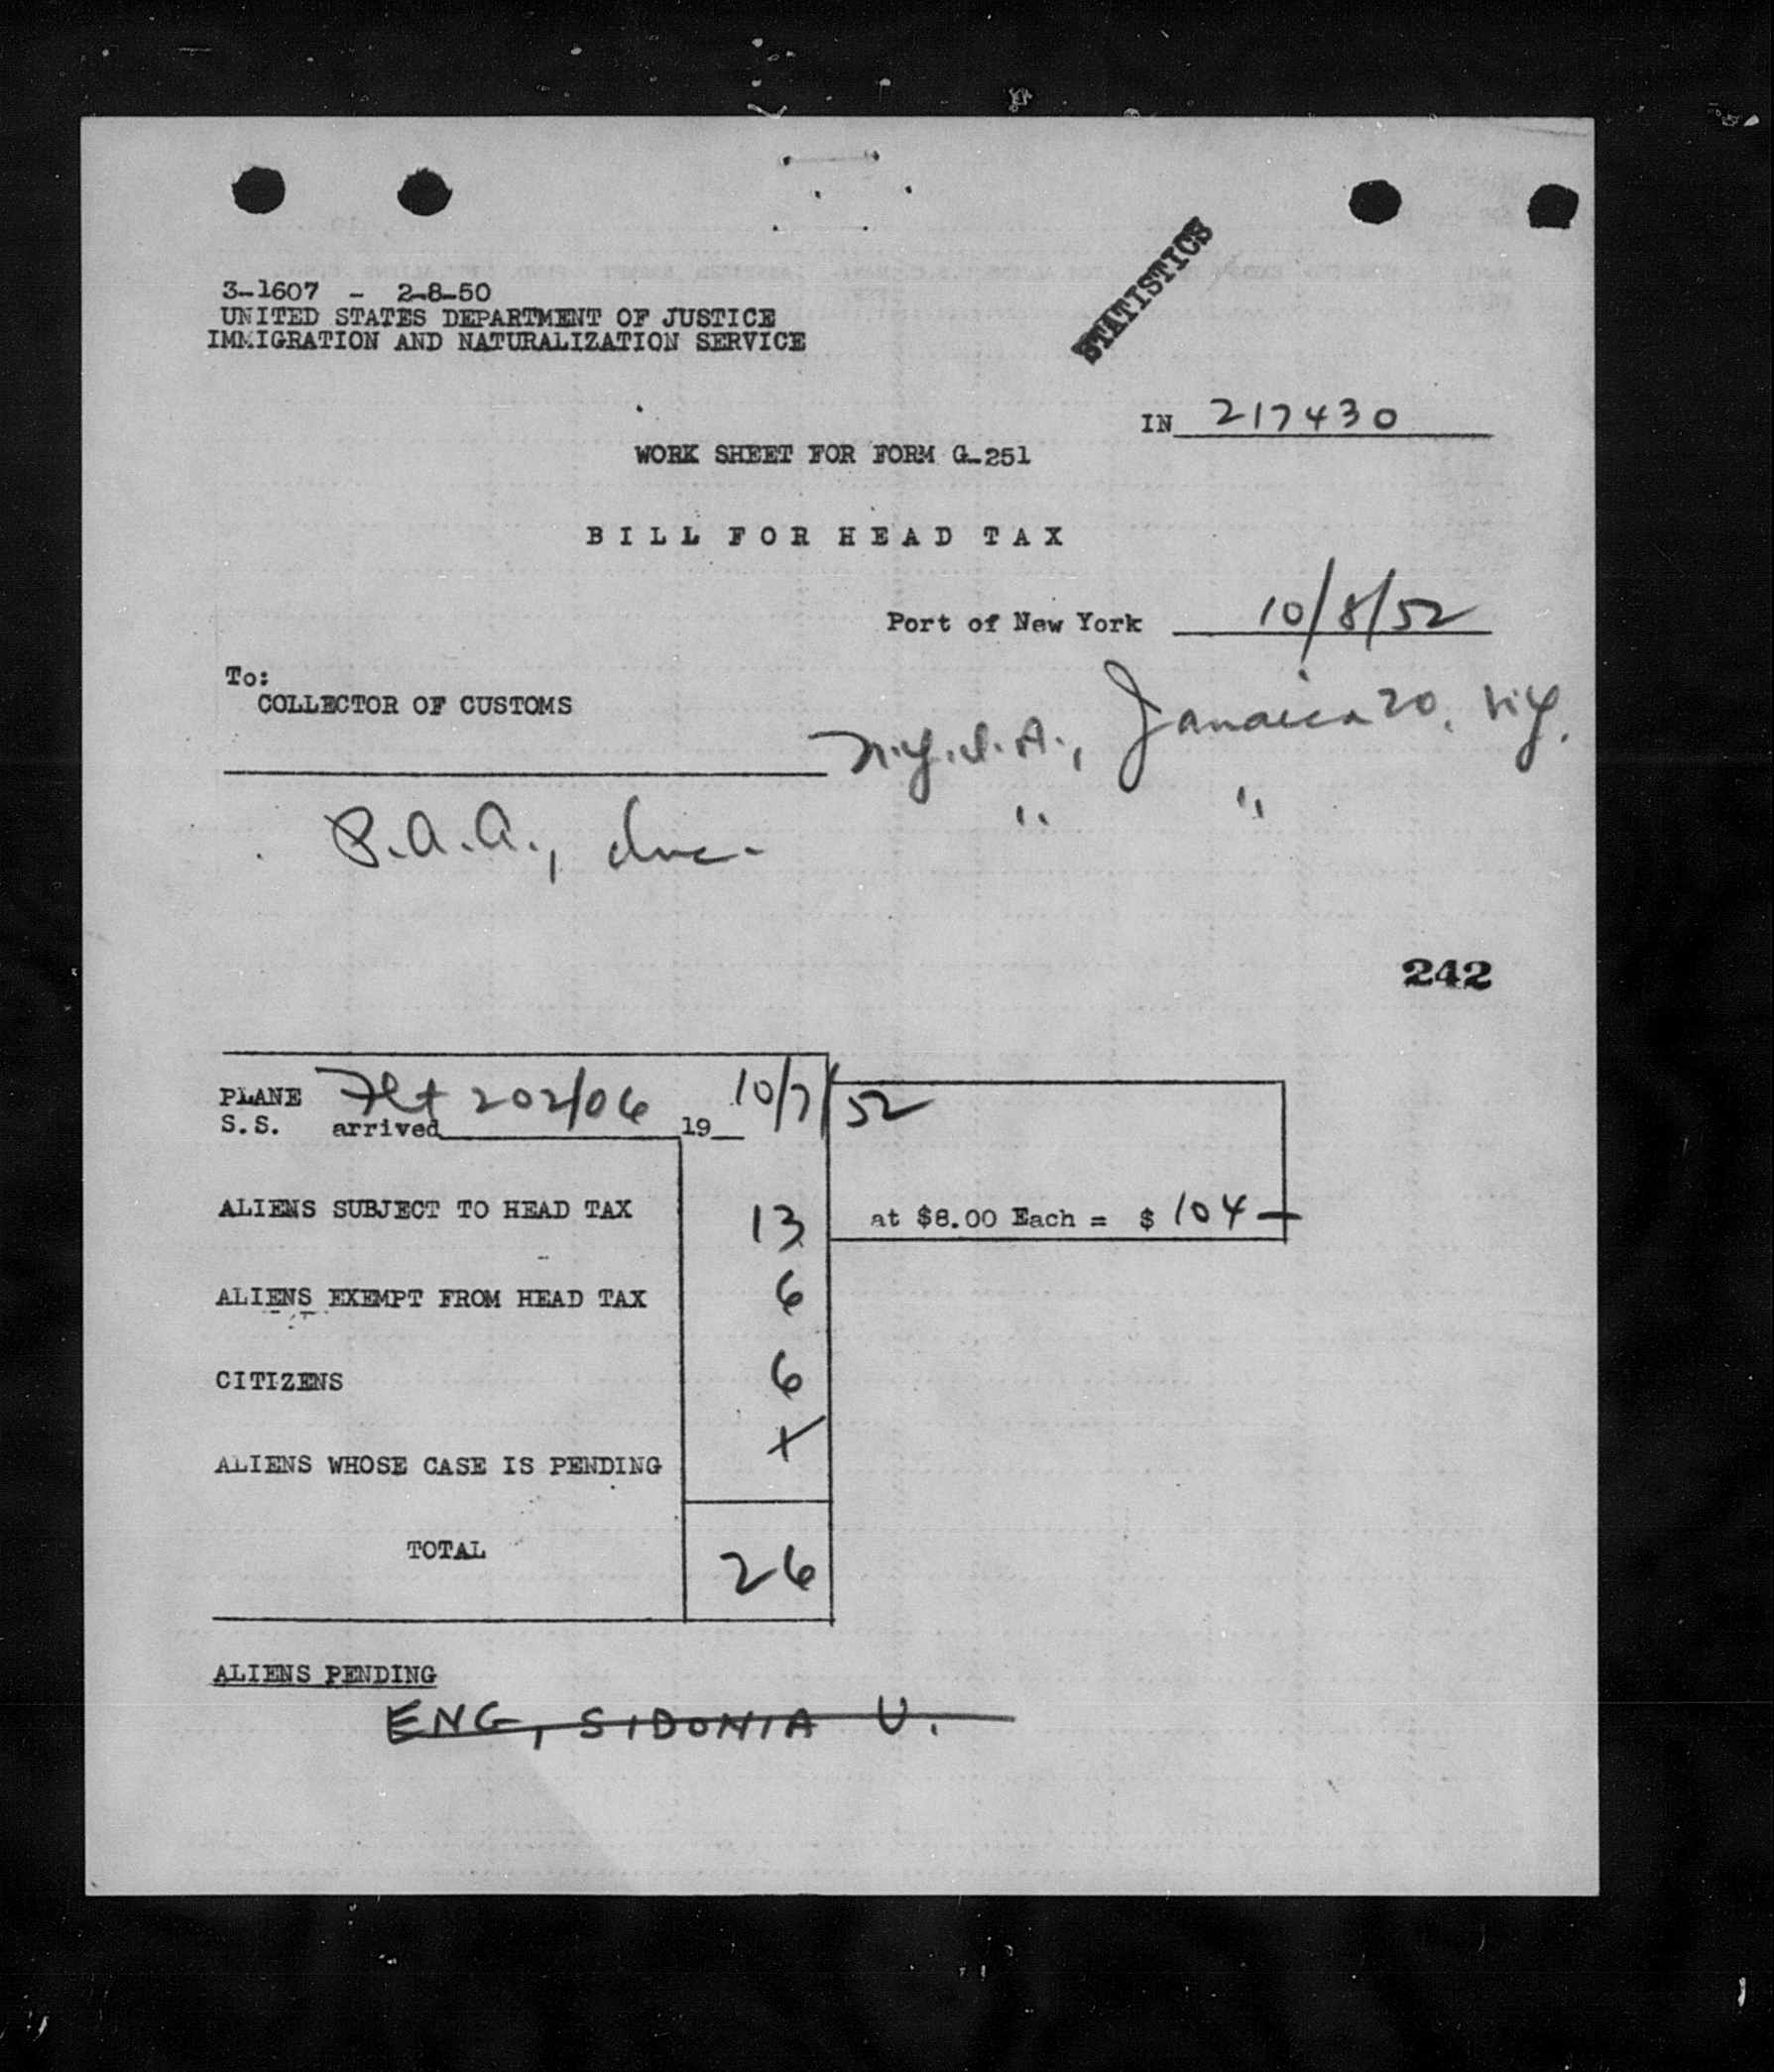 STATISTICS
3-1607 - 2-8-50
UNITED STATES DEPARTMENT OF JUSTICE
IMMIGRATION AND NATURALIZATION SERVICE
IN 217430
WORK SHEET FOR FORM G-251
BILL FOR HEAD TAX
Port of New York 10/8/52
To:
COLLECTOR OF CUSTOMS
N.Y.I.A., Jamaica 20, N.Y.
P.A.A., Inc. " "
242
PLANE Flt 202/06 10/7/52
S.S. arrived 19
ALIENS SUBJECT TO HEAD TAX 13 at $8.00 Each = $ 104 —
ALIENS EXEMPT FROM HEAD TAX 6
CITIZENS 6
ALIENS WHOSE CASE IS PENDING
TOTAL 26
ALIENS PENDING
ENG, SIDONIA U.